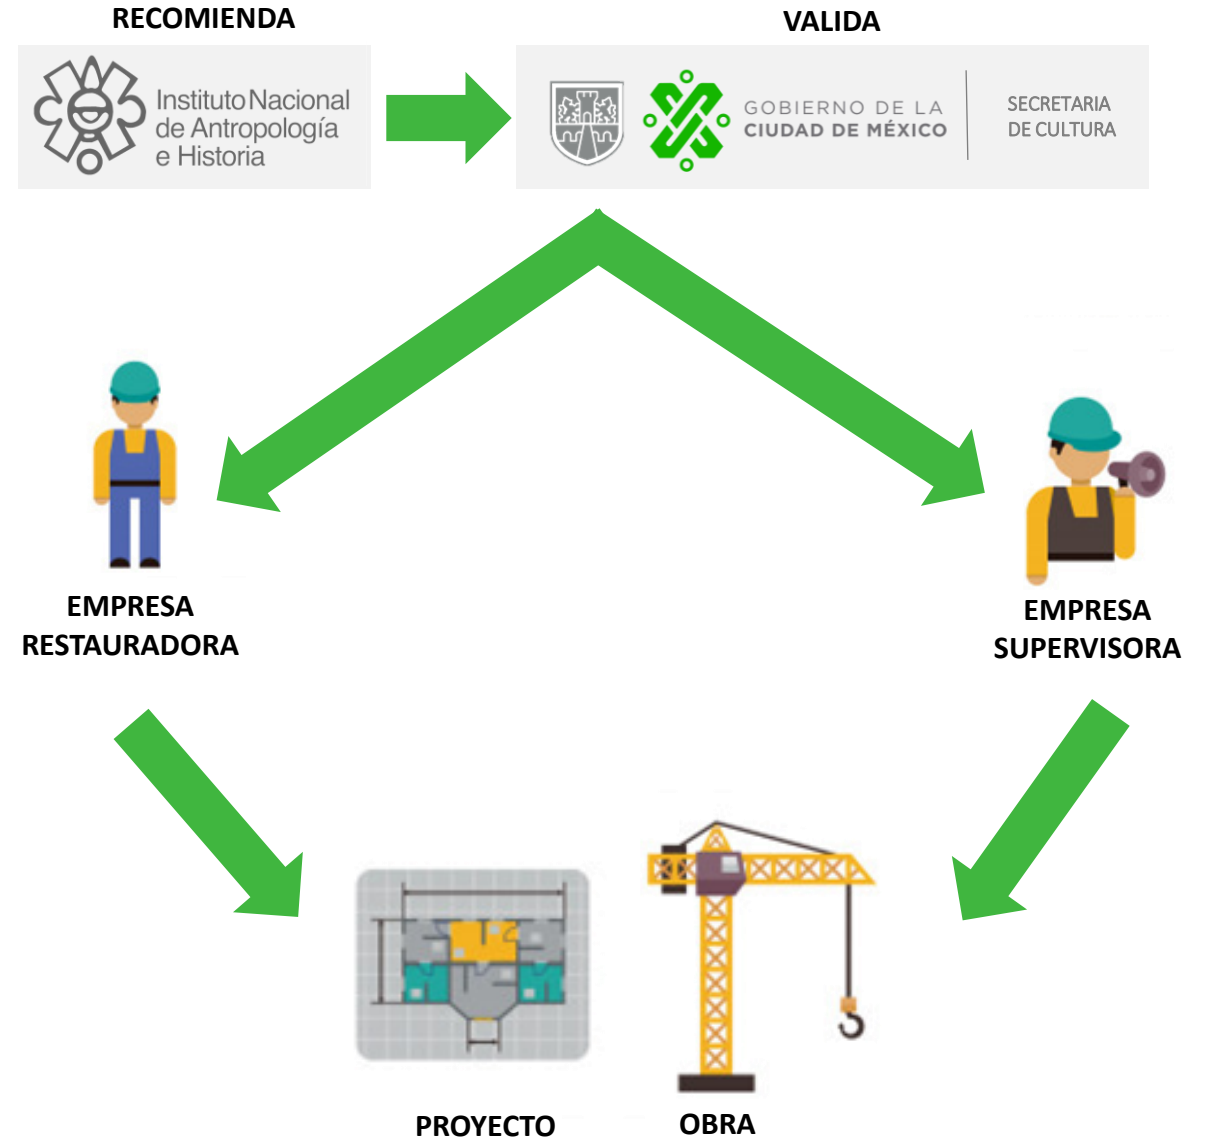 RECOMIENDA
VALIDA
Instituto Nacional
de Antropología
e Historia
GOBIERNO DE LA
CIUDAD DE MÉXICO
SECRETARIA
DE CULTURA
EMPRESA
RESTAURADORA
EMPRESA
SUPERVISORA
PROYECTO
OBRA